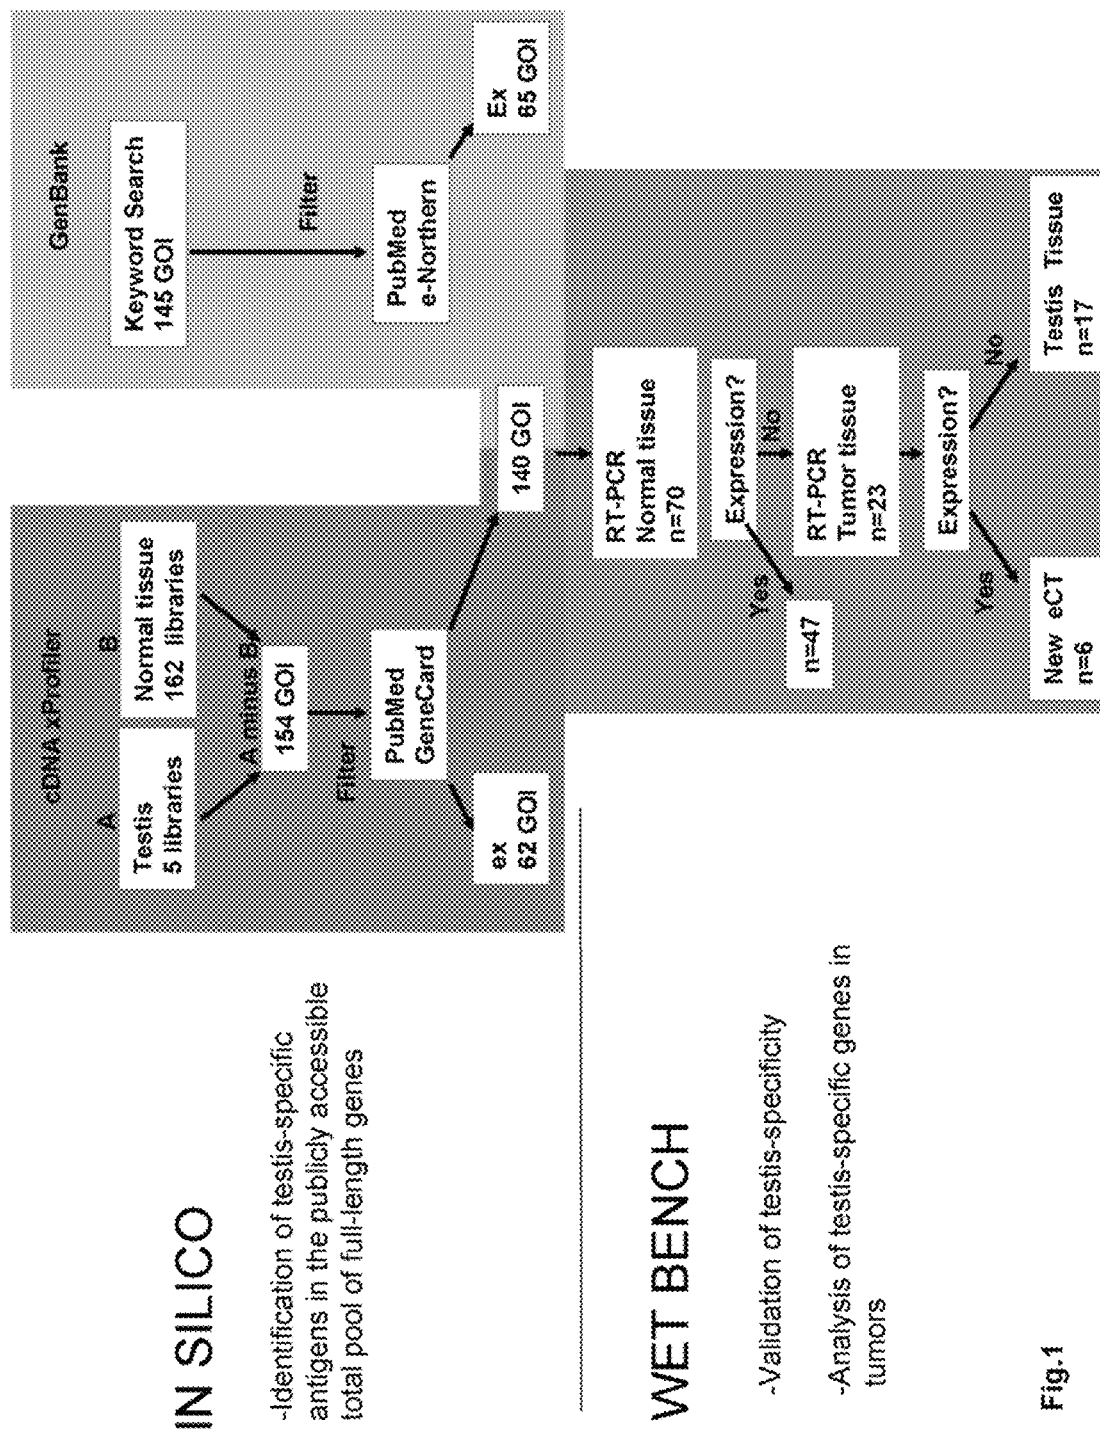 IN SILICO
-Identification of testis-specific
antigens in the publicly accessible
total pool of full-length genes
cDNA xProfiler
A
B
Testis
5 libraries
Normal tissue
162 libraries
A minus B
154 GOI
Filter
PubMed
GeneCard
ex
62 GOI
140 GOI
GenBank
Keyword Search
145 GOI
Filter
PubMed
e-Northern
Ex
65 GOI
WET BENCH
-Validation of testis-specificity
-Analysis of testis-specific genes in
tumors
RT-PCR
Normal tissue
n=70
Expression?
Yes
No
n=47
RT-PCR
Tumor tissue
n=23
Expression?
Yes
No
New eCT
n=6
Testis Tissue
n=17
Fig.1